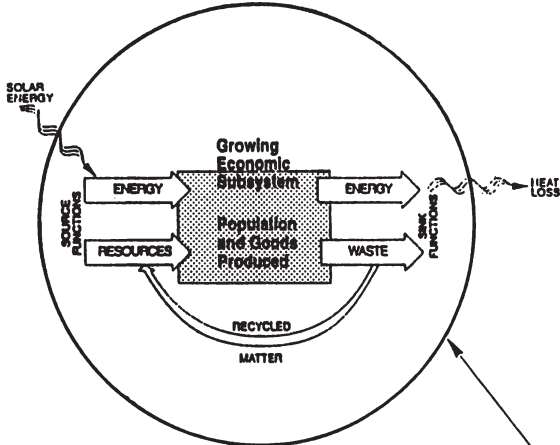 SOLAR
ENERGY
Growing
Economic
Subsystem
ENERGY
ENERGY
HEAT
LOSS
SOURCE
FUNCTIONS
SINK
FUNCTIONS
Population
and Goods
Produced
RESOURCES
WASTE
RECYCLED
MATTER